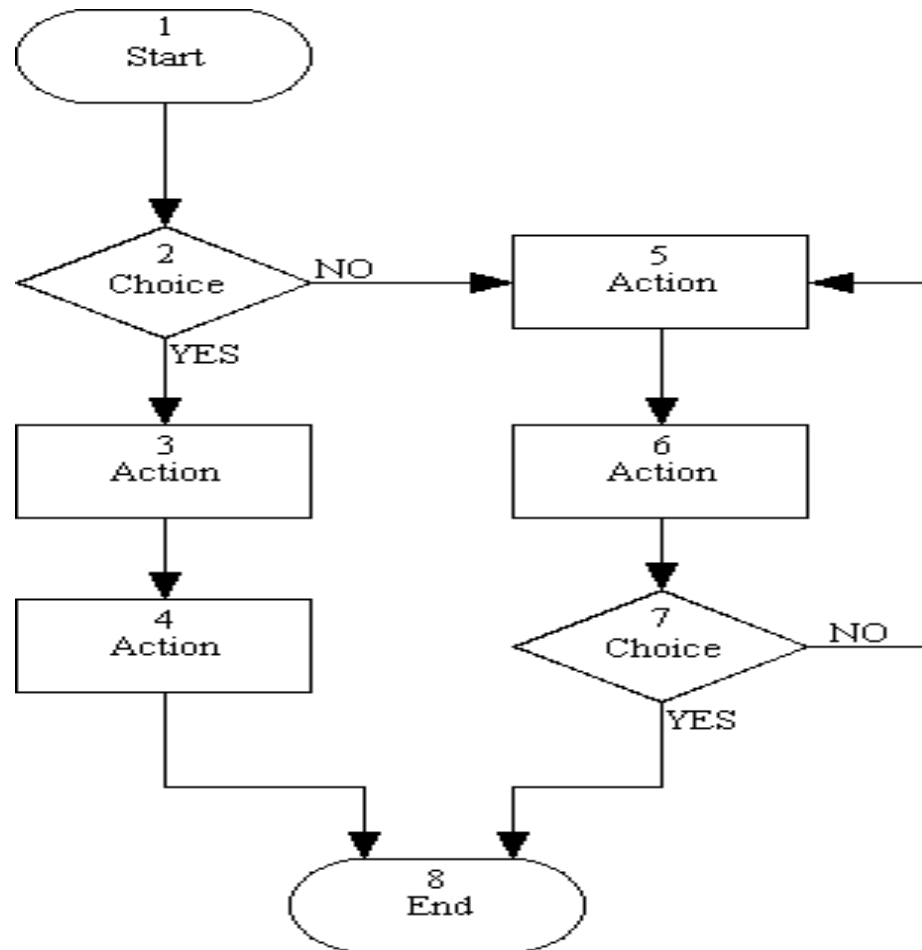 1
Start
2
Choice
NO
YES
3
Action
4
Action
5
Action
6
Action
7
Choice
NO
YES
8
End